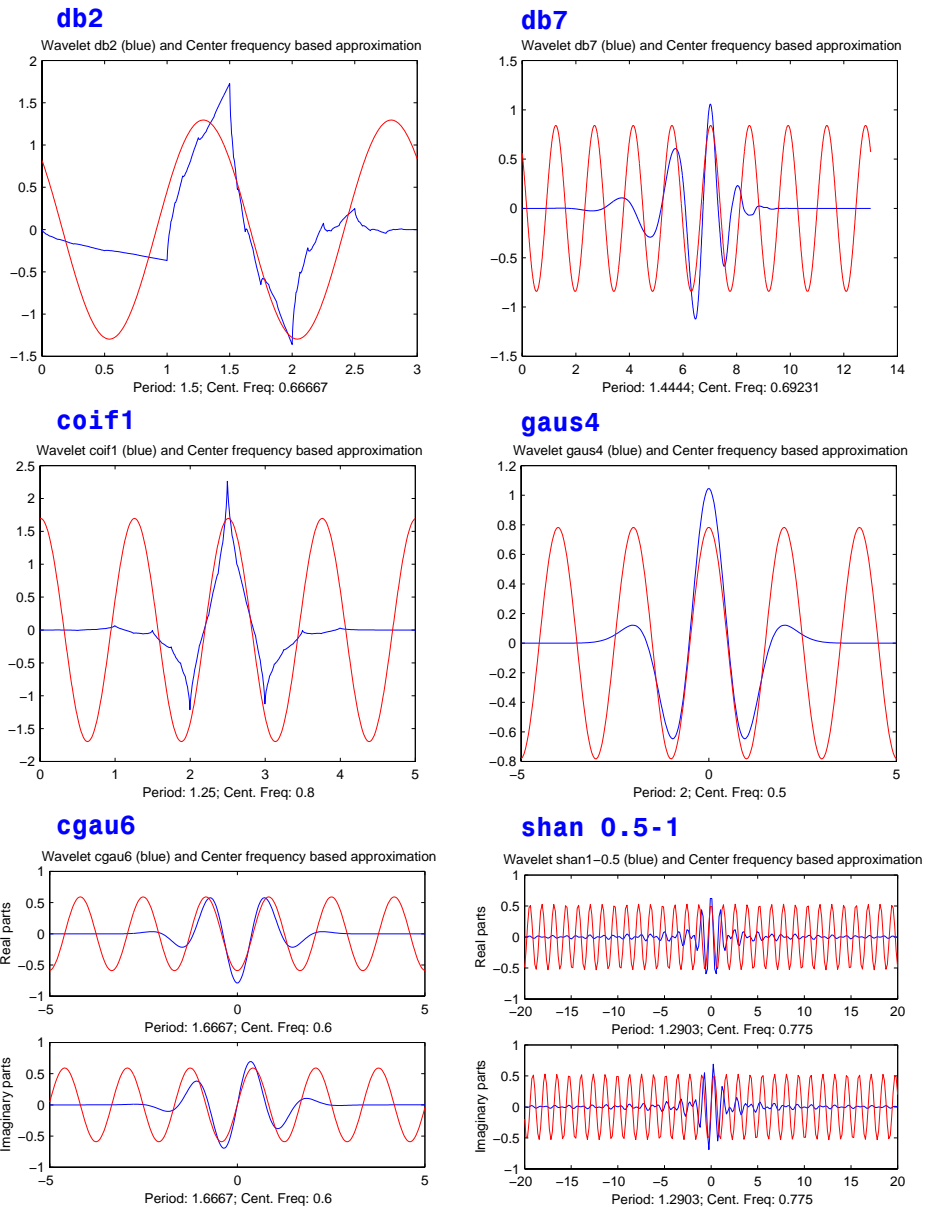 db2
Wavelet db2 (blue) and Center frequency based approximation
2
1.5
1
0.5
0
−0.5
−1
−1.5
0 0.5 1 1.5 2 2.5 3
Period: 1.5; Cent. Freq: 0.66667
db7
Wavelet db7 (blue) and Center frequency based approximation
1.5
1
0.5
0
−0.5
−1
−1.5
0 2 4 6 8 10 12 14
Period: 1.4444; Cent. Freq: 0.69231
coif1
Wavelet coif1 (blue) and Center frequency based approximation
2.5
2
1.5
1
0.5
0
−0.5
−1
−1.5
−2
0 1 2 3 4 5
Period: 1.25; Cent. Freq: 0.8
gaus4
Wavelet gaus4 (blue) and Center frequency based approximation
1.2
1
0.8
0.6
0.4
0.2
0
−0.2
−0.4
−0.6
−0.8
−5 0 5
Period: 2; Cent. Freq: 0.5
cgau6
Wavelet cgau6 (blue) and Center frequency based approximation
Real parts
1
0.5
0
−0.5
−1
−5 0 5
Period: 1.6667; Cent. Freq: 0.6
Imaginary parts
1
0.5
0
−0.5
−1
−5 0 5
Period: 1.6667; Cent. Freq: 0.6
shan 0.5-1
Wavelet shan1−0.5 (blue) and Center frequency based approximation
Real parts
1
0.5
0
−0.5
−1
−20 −15 −10 −5 0 5 10 15 20
Period: 1.2903; Cent. Freq: 0.775
Imaginary parts
1
0.5
0
−0.5
−1
−20 −15 −10 −5 0 5 10 15 20
Period: 1.2903; Cent. Freq: 0.775